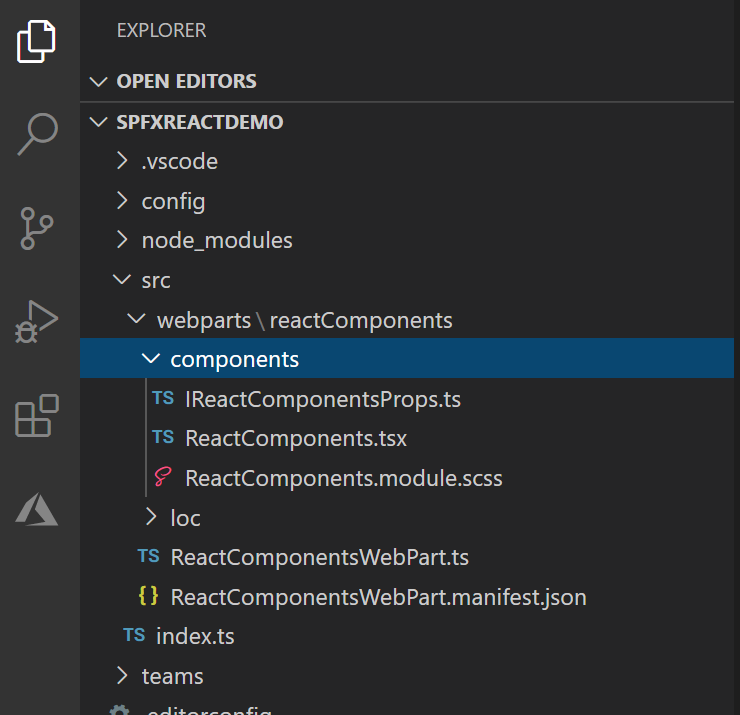 EXPLORER
OPEN EDITORS
SPFXREACTDEMO
.vscode
config
node_modules
src
webparts\reactComponents
components
TS IReactComponentsProps.ts
TS ReactComponents.tsx
ReactComponents.module.scss
loc
TS ReactComponentsWebPart.ts
{} ReactComponentsWebPart.manifest.json
TS index.ts
teams
.editorconfig